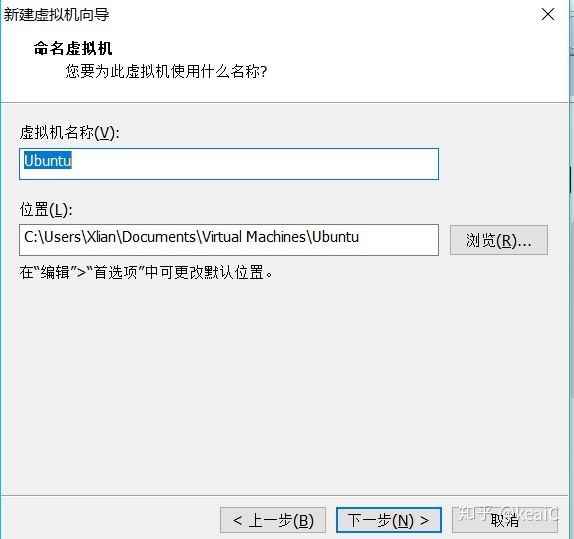 新建虚拟机向导
命名虚拟机
您要为此虚拟机使用什么名称?
虚拟机名称(V):
Ubuntu
位置(L):
C:\Users\Xlian\Documents\Virtual Machines\Ubuntu
浏览(R)...
在“编辑”>“首选项”中可更改默认位置。
< 上一步(B)
下一步(N) >
取消
知乎 @keaiC